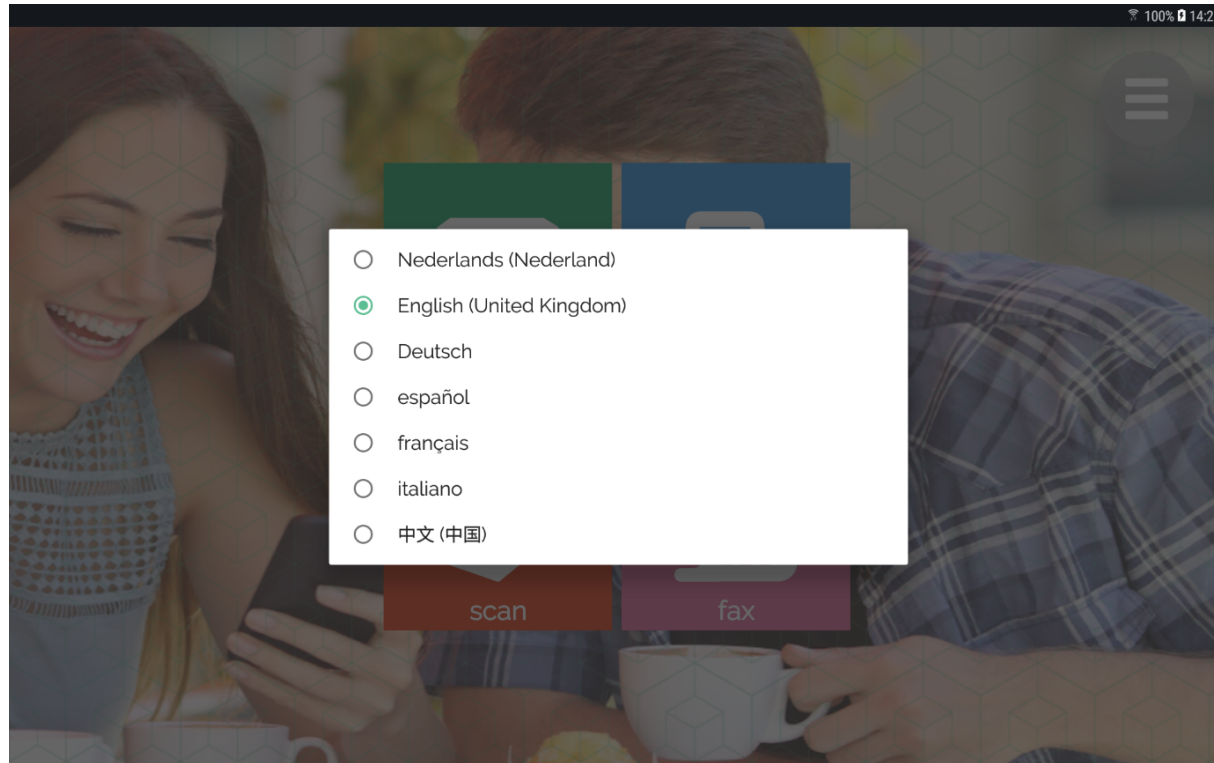 100% 14:2
Nederlands (Nederland)
English (United Kingdom)
Deutsch
español
français
italiano
中文 (中国)
scan
fax